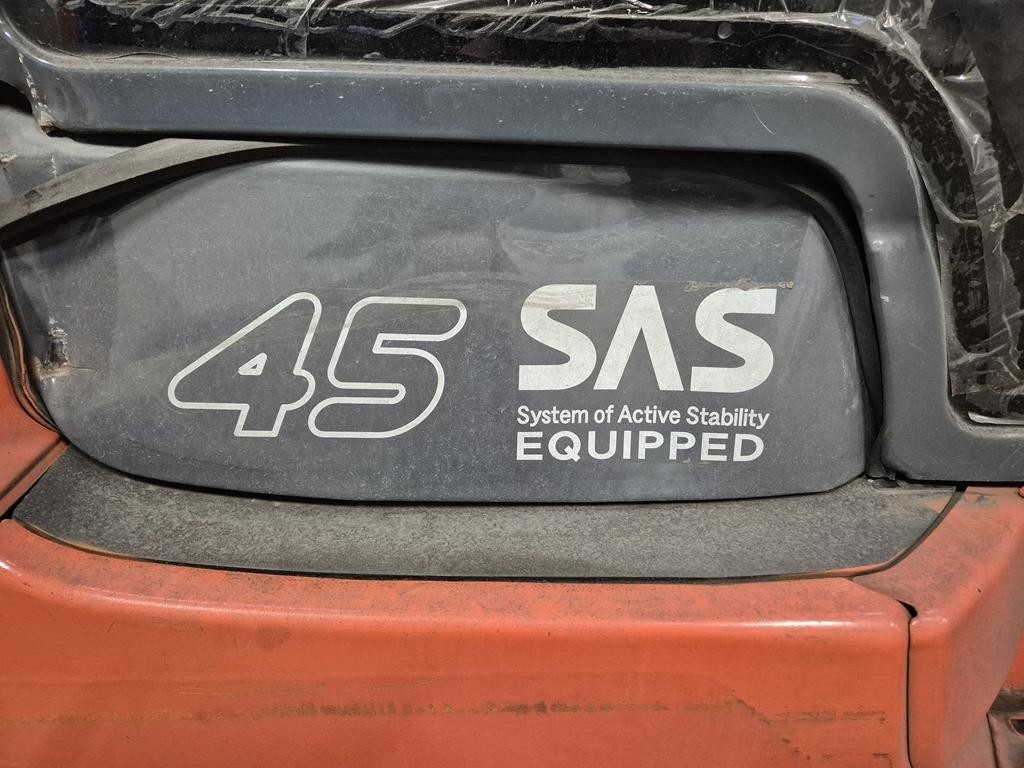 45 SAS
System of Active Stability
EQUIPPED